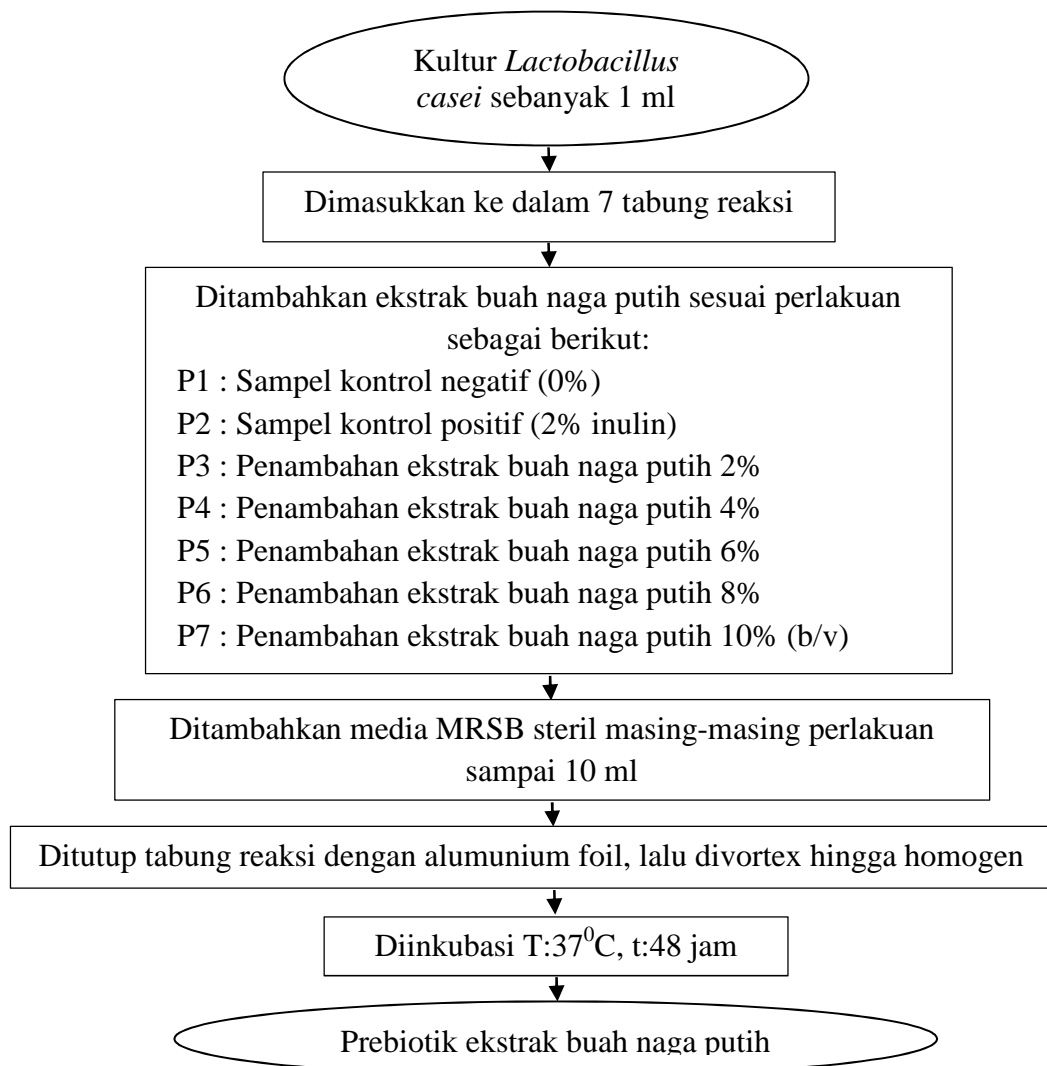 Kultur Lactobacillus
casei sebanyak 1 ml
Dimasukkan ke dalam 7 tabung reaksi
Ditambahkan ekstrak buah naga putih sesuai perlakuan
sebagai berikut:
P1 : Sampel kontrol negatif (0%)
P2 : Sampel kontrol positif (2% inulin)
P3 : Penambahan ekstrak buah naga putih 2%
P4 : Penambahan ekstrak buah naga putih 4%
P5 : Penambahan ekstrak buah naga putih 6%
P6 : Penambahan ekstrak buah naga putih 8%
P7 : Penambahan ekstrak buah naga putih 10% (b/v)
Ditambahkan media MRSB steril masing-masing perlakuan
sampai 10 ml
Ditutup tabung reaksi dengan alumunium foil, lalu divortex hingga homogen
Diinkubasi T:37⁰C, t:48 jam
Prebiotik ekstrak buah naga putih